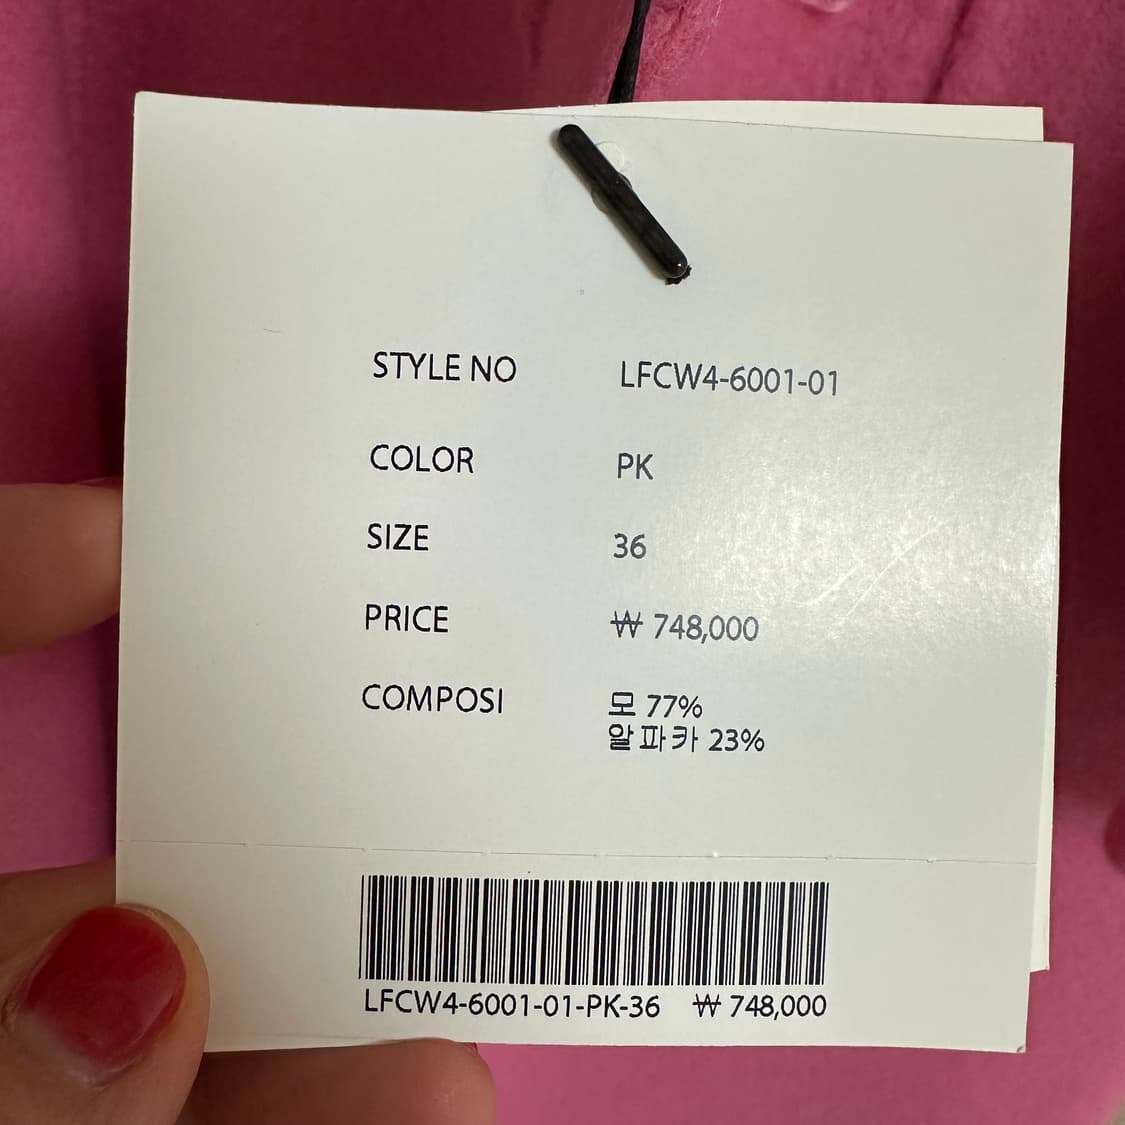 STYLE NO LFCW4-6001-01
COLOR PK
SIZE 36
PRICE ₩ 748,000
COMPOSI 모 77%
알파카 23%
LFCW4-6001-01-PK-36 ₩ 748,000